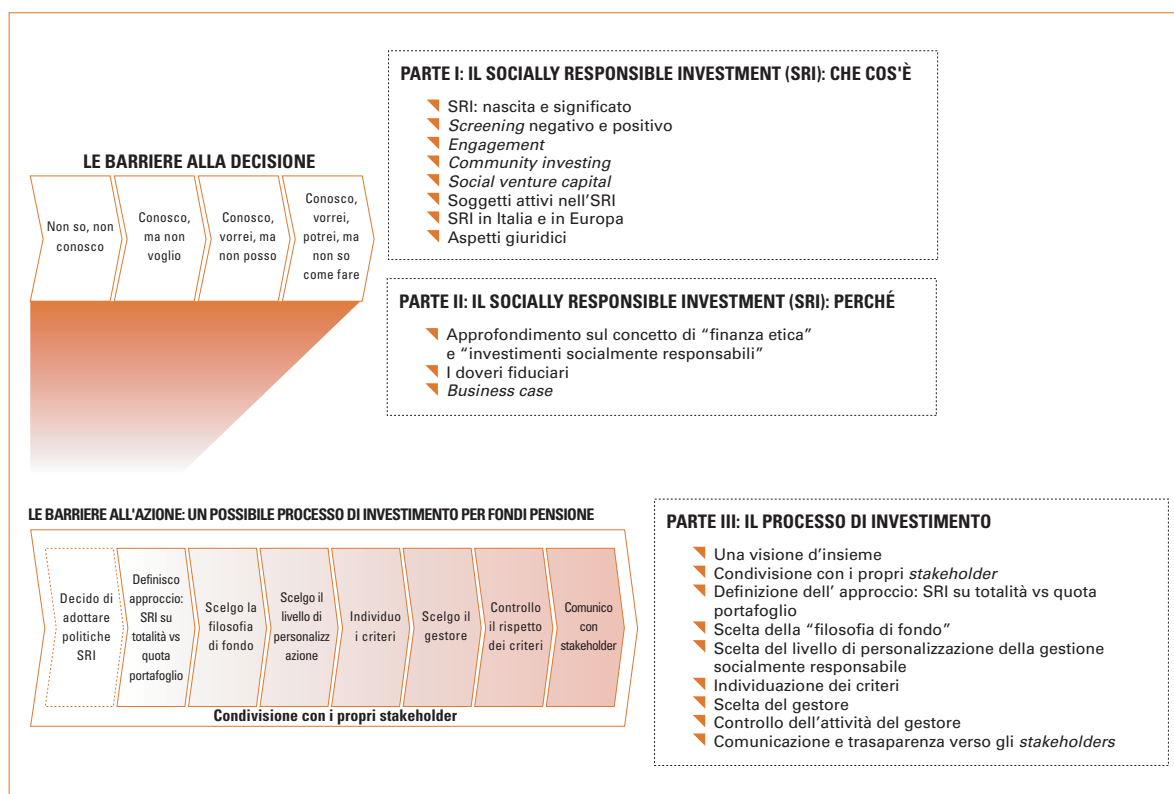 PARTE I: IL SOCIALLY RESPONSIBLE INVESTMENT (SRI): CHE COS'È
SRI: nascita e significato
Screening negativo e positivo
Engagement
Community investing
Social venture capital
Soggetti attivi nell'SRI
SRI in Italia e in Europa
Aspetti giuridici
LE BARRIERE ALLA DECISIONE
Non so, non
conosco
Conosco,
ma non
voglio
Conosco,
vorrei, ma
non posso
Conosco,
vorrei,
potrei, ma
non so
come fare
PARTE II: IL SOCIALLY RESPONSIBLE INVESTMENT (SRI): PERCHÉ
Approfondimento sul concetto di “finanza etica”
e “investimenti socialmente responsabili”
I doveri fiduciari
Business case
LE BARRIERE ALL'AZIONE: UN POSSIBILE PROCESSO DI INVESTIMENTO PER FONDI PENSIONE
Decido di
adottare
politiche
SRI
Definisco
approccio:
SRI su
totalità vs
quota
portafoglio
Scelgo la
filosofia
di fondo
Scelgo il
livello di
personalizz
azione
Individuo
i criteri
Scelgo il
gestore
Controllo
il rispetto
dei criteri
Comunico
con
stakeholder
Condivisione con i propri stakeholder
PARTE III: IL PROCESSO DI INVESTIMENTO
Una visione d'insieme
Condivisione con i propri stakeholder
Definizione dell' approccio: SRI su totalità vs quota
portafoglio
Scelta della “filosofia di fondo”
Scelta del livello di personalizzazione della gestione
socialmente responsabile
Individuazione dei criteri
Scelta del gestore
Controllo dell'attività del gestore
Comunicazione e trasaparenza verso gli stakeholders